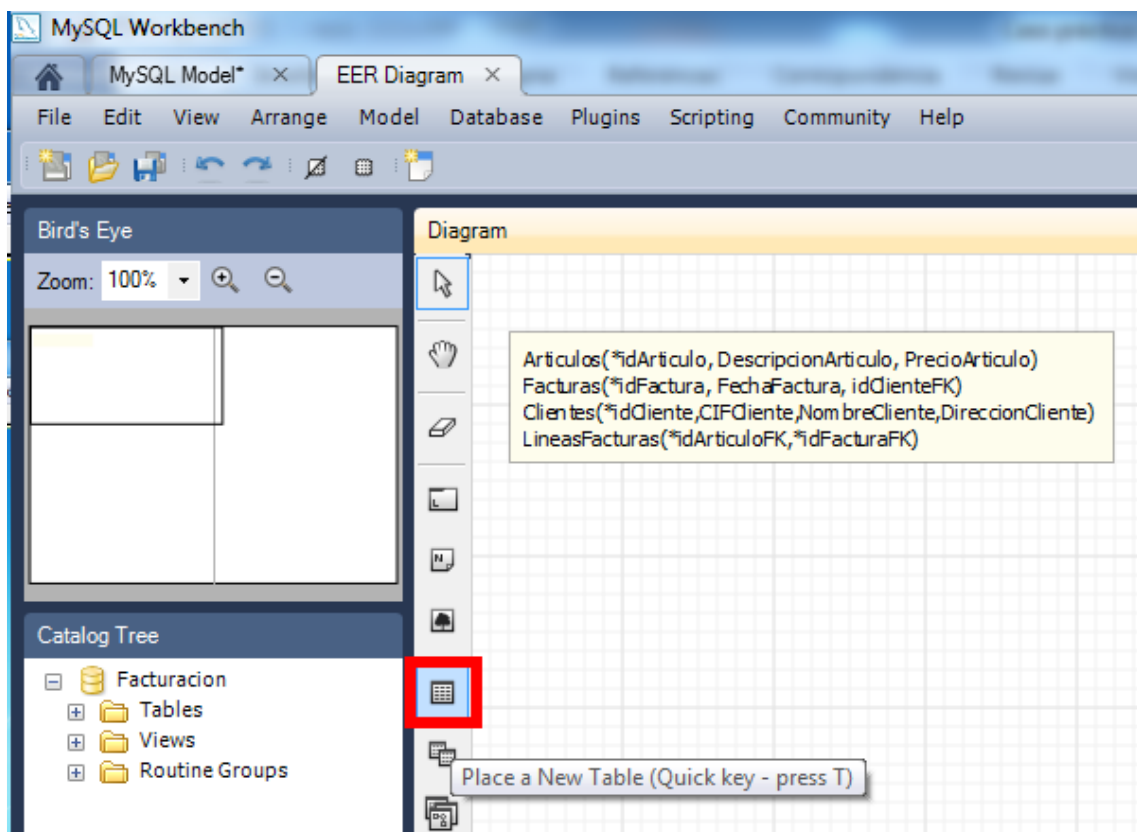 MySQL Workbench
MySQL Model* ×
EER Diagram ×
File Edit View Arrange Model Database Plugins Scripting Community Help
Bird's Eye
Zoom: 100%
Diagram
Articulos(*idArticulo, DescripcionArticulo, PrecioArticulo)
Facturas(*idFactura, FechaFactura, idClienteFK)
Clientes(*idCliente,CIFCliente,NombreCliente,DireccionCliente)
LineasFacturas(*idArticuloFK,*idFacturaFK)
Catalog Tree
Facturacion
Tables
Views
Routine Groups
Place a New Table (Quick key - press T)